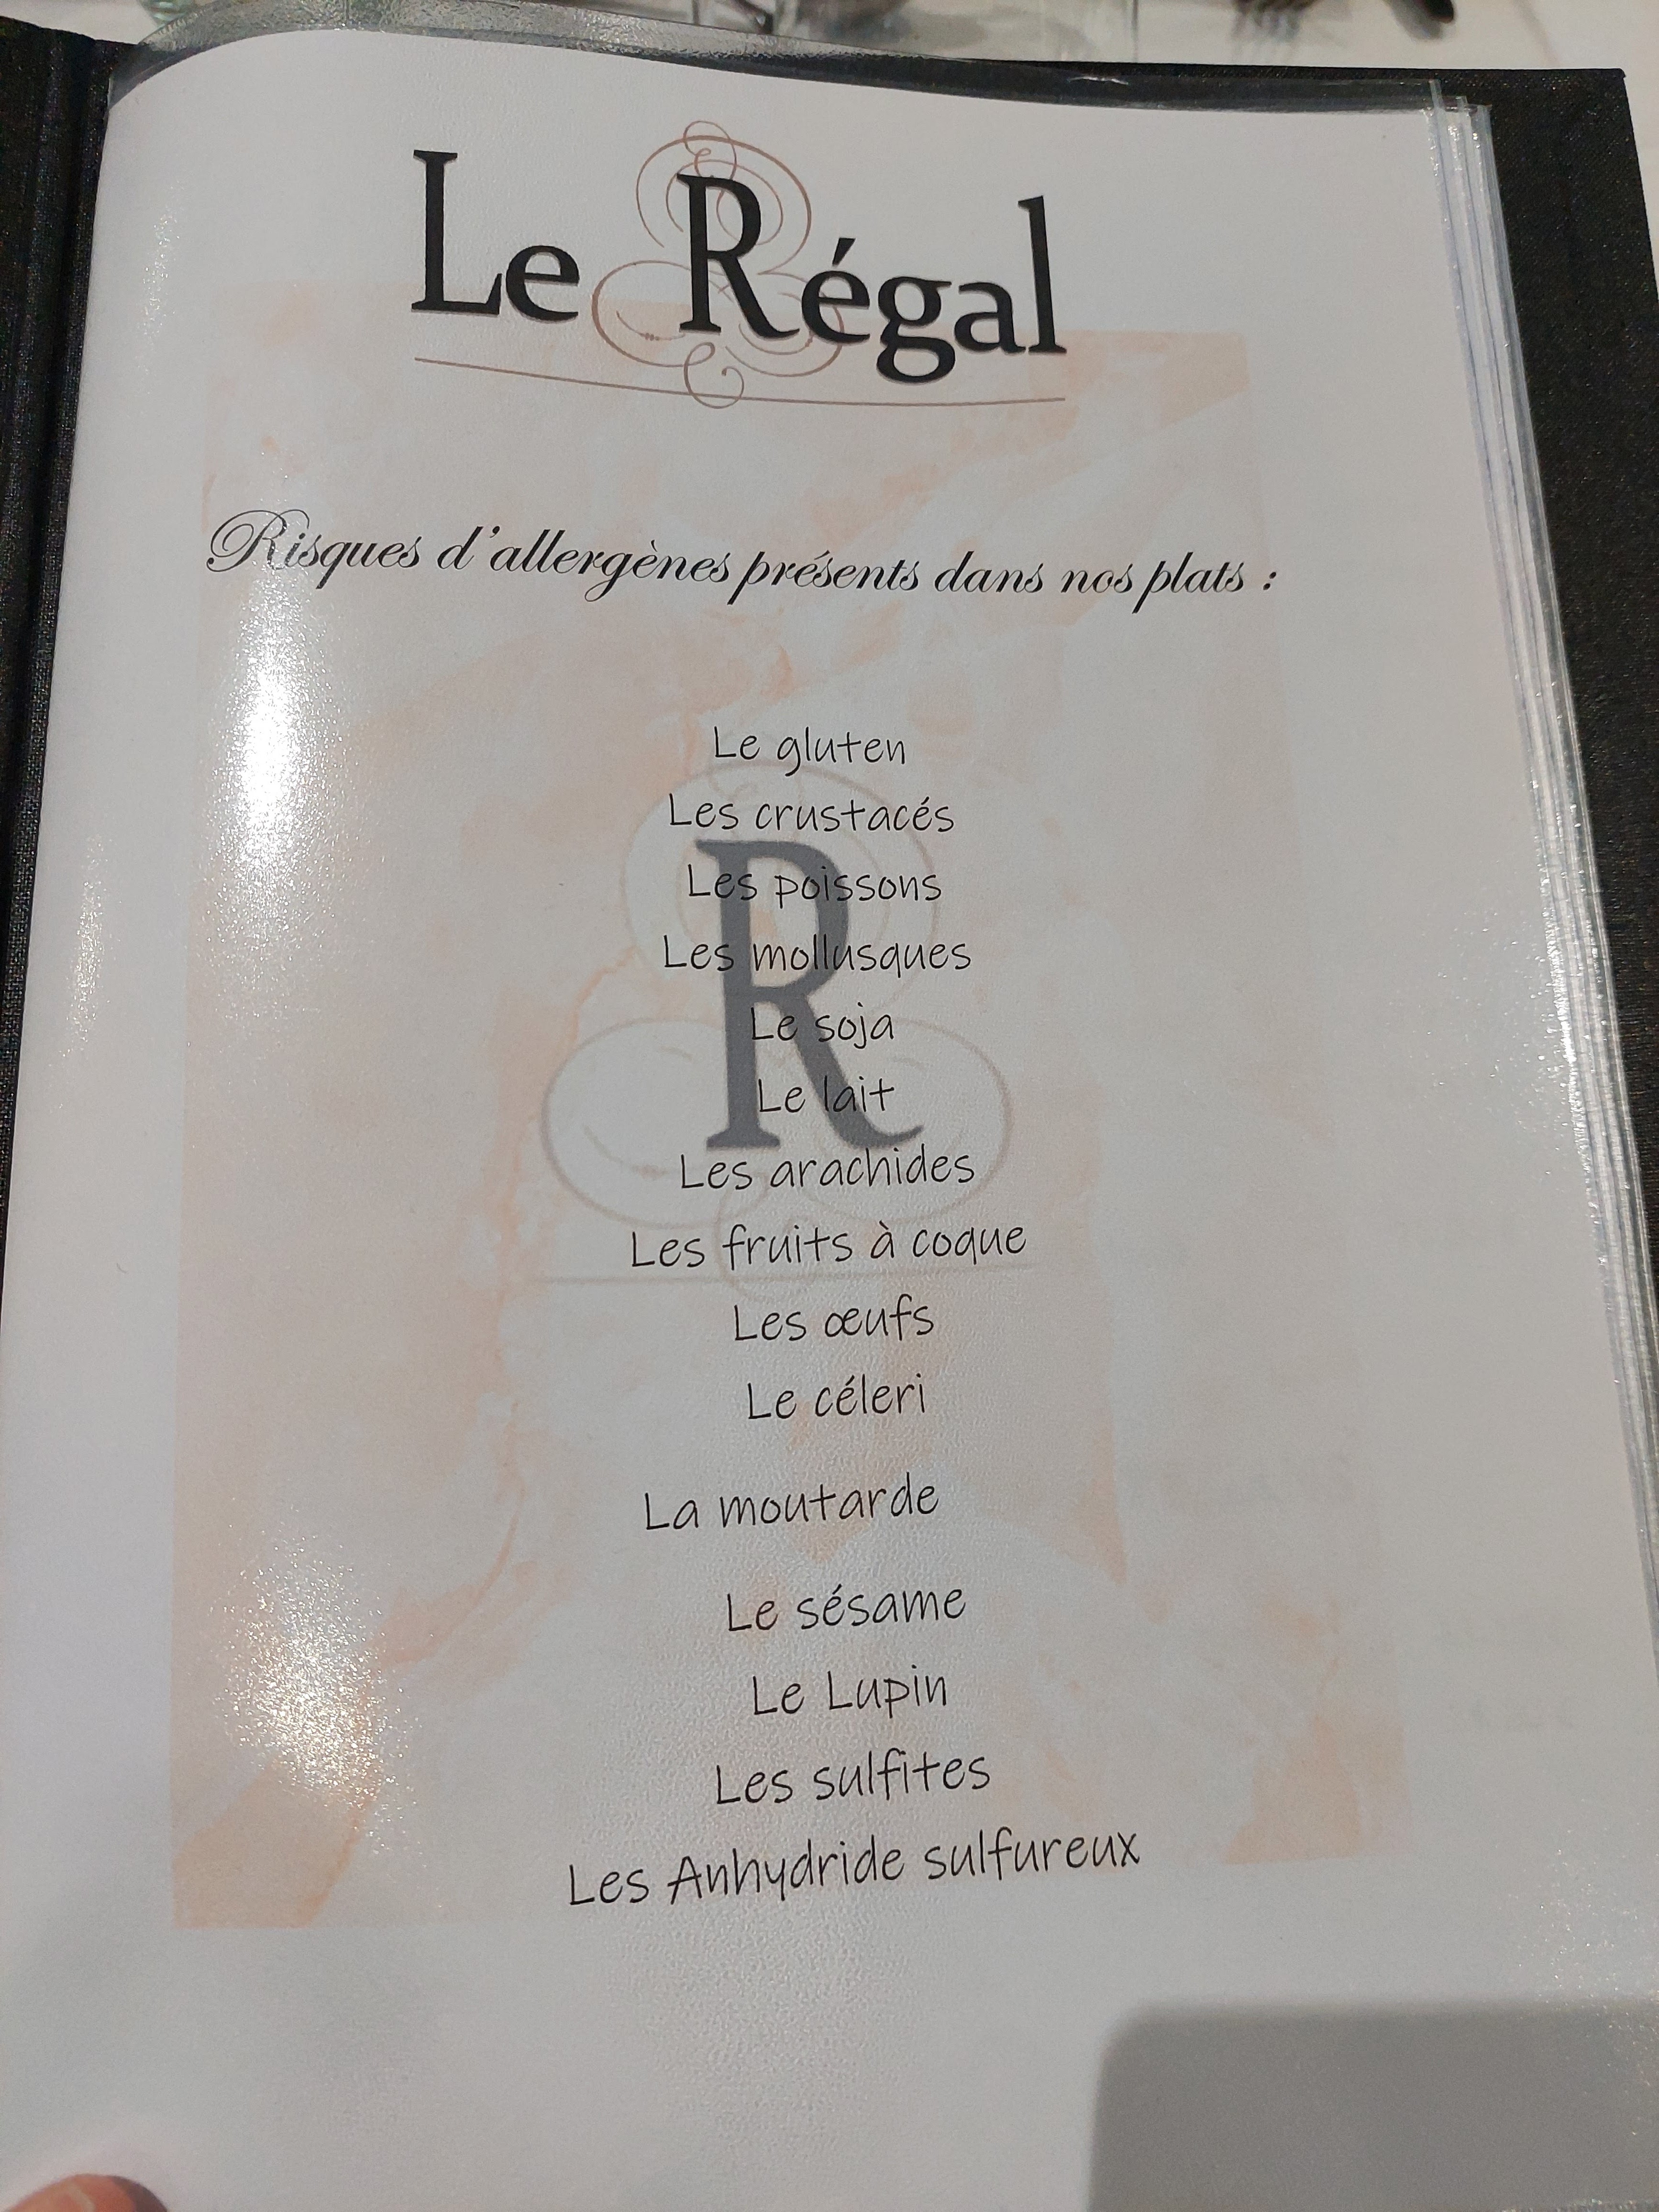 Le Régal
Risques d'allergènes présents dans nos plats :
Le gluten
Les crustacés
Les poissons
Les mollusques
Le soja
Le lait
Les arachides
Les fruits à coque
Les œufs
Le céleri
La moutarde
Le sésame
Le Lupin
Les sulfites
Les Anhydride sulfureux
R